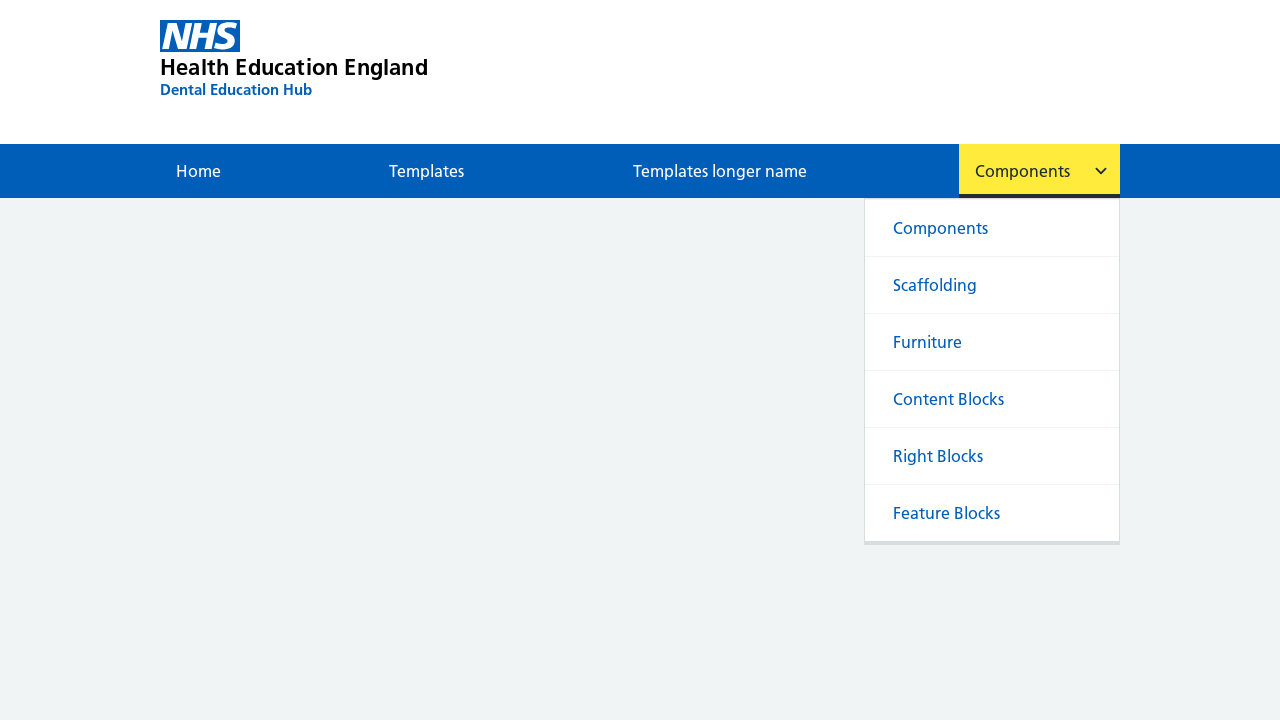 NHS
Health Education England
Dental Education Hub
Home
Templates
Templates longer name
Components
Components
Scaffolding
Furniture
Content Blocks
Right Blocks
Feature Blocks